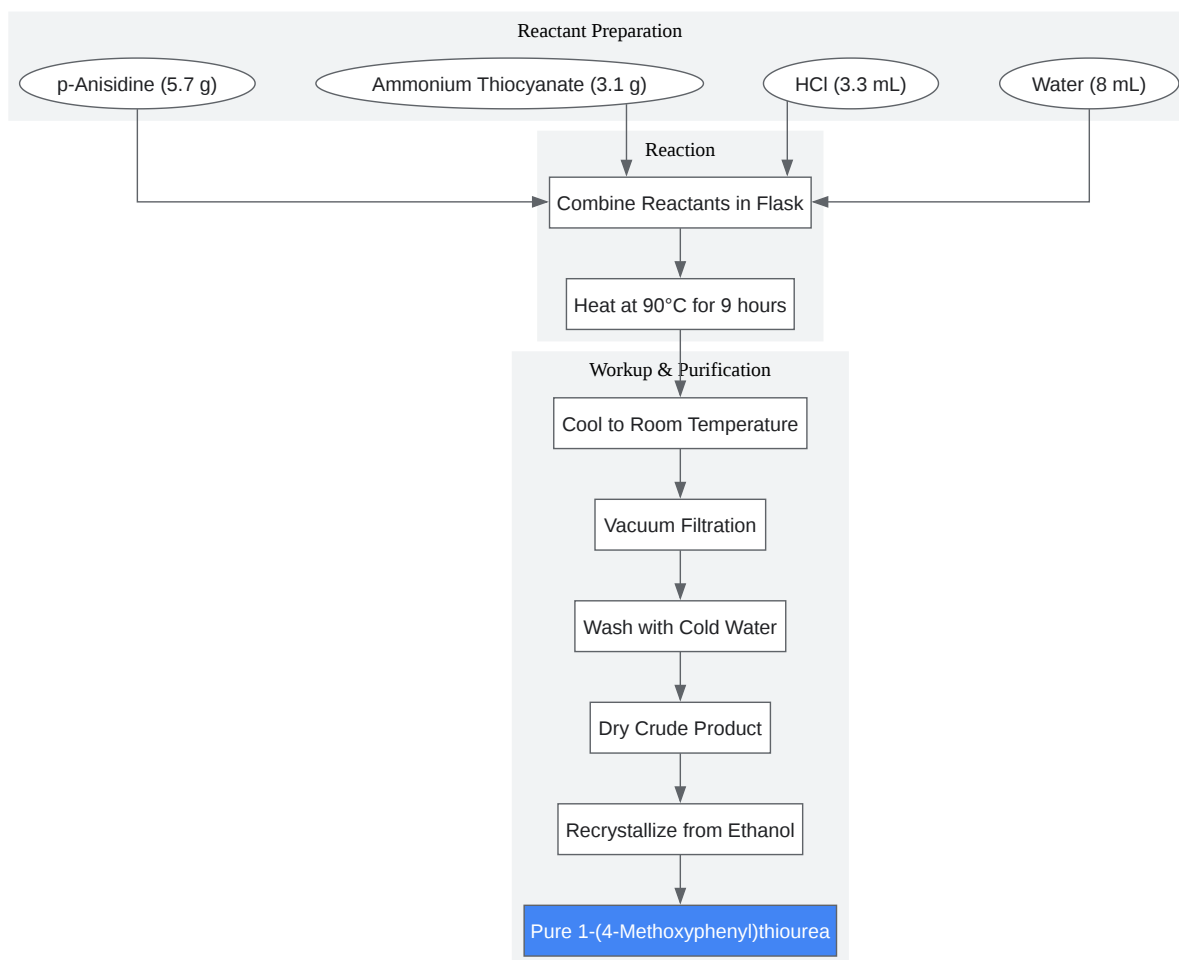 Reactant Preparation
p-Anisidine (5.7 g)
Ammonium Thiocyanate (3.1 g)
HCl (3.3 mL)
Water (8 mL)
Reaction
Combine Reactants in Flask
Heat at 90°C for 9 hours
Workup & Purification
Cool to Room Temperature
Vacuum Filtration
Wash with Cold Water
Dry Crude Product
Recrystallize from Ethanol
Pure 1-(4-Methoxyphenyl)thiourea